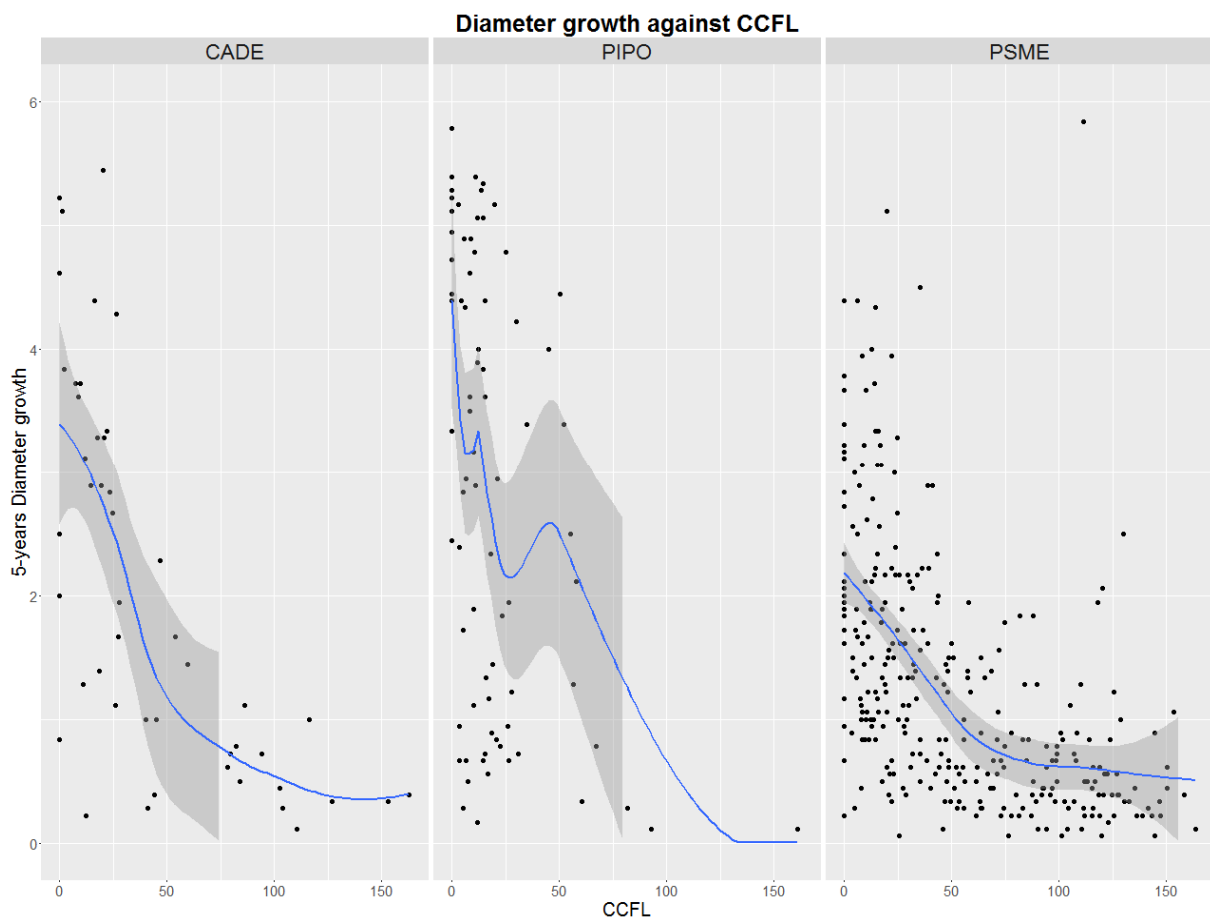 Diameter growth against CCFL
CADE PIPO PSME
6
4
2
0
5-years Diameter growth
0 50 100 150 0 50 100 150 0 50 100 150
CCFL